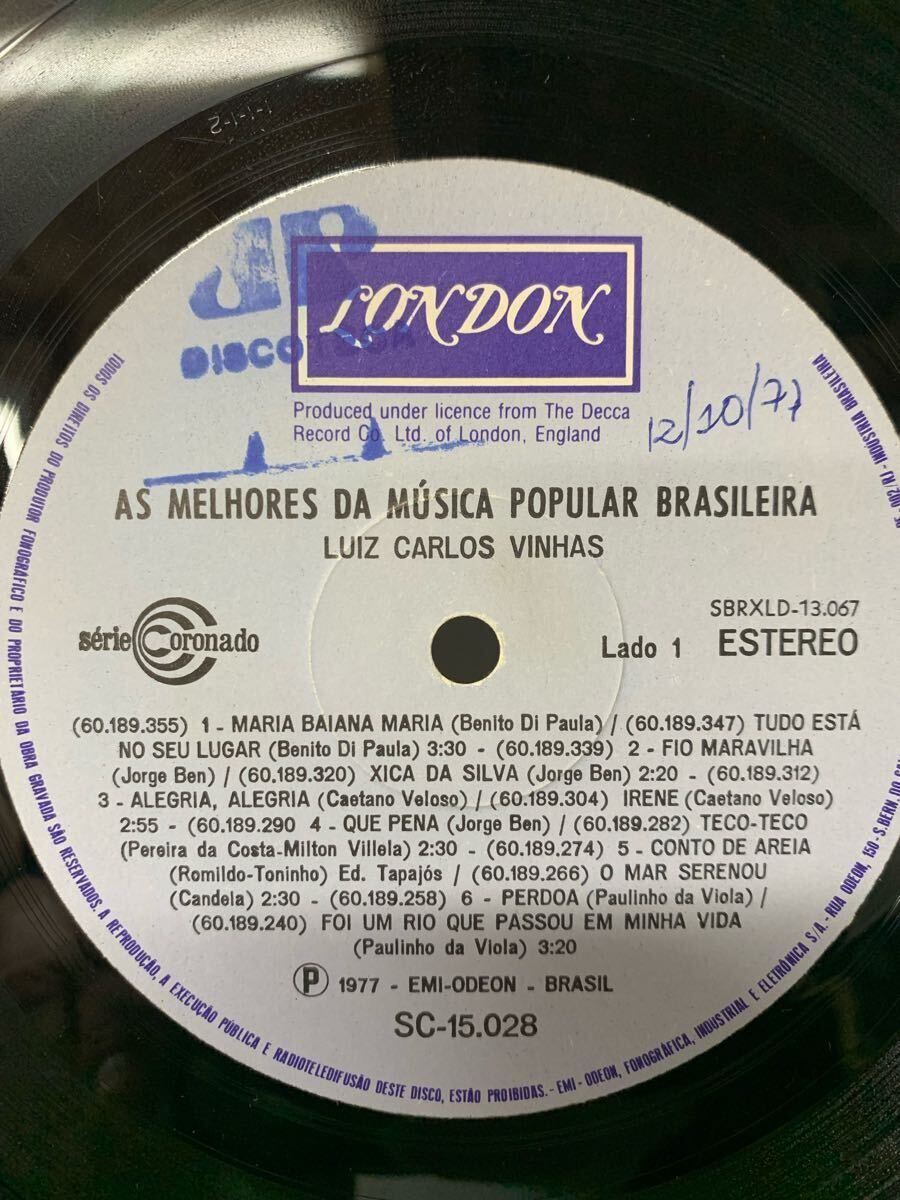 1-1-2
JP
DISCO
LONDON
Produced under licence from The Decca
Record Co. Ltd. of London, England
12/10/77
AS MELHORES DA MÚSICA POPULAR BRASILEIRA
LUIZ CARLOS VINHAS
série Coronado
SBRXLD-13.067
Lado 1 ESTEREO
(60.189.355) 1 - MARIA BAIANA MARIA (Benito Di Paula) / (60.189.347) TUDO ESTÁ
NO SEU LUGAR (Benito Di Paula) 3:30 - (60.189.339) 2 - FIO MARAVILHA
(Jorge Ben) / (60.189.320) XICA DA SILVA (Jorge Ben) 2:20 - (60.189.312)
3 - ALEGRIA, ALEGRIA (Caetano Veloso) / (60.189.304) IRENE (Caetano Veloso)
2:55 - (60.189.290 4 - QUE PENA (Jorge Ben) / (60.189.282) TECO-TECO
(Pereira da Costa-Milton Villela) 2:30 - (60.189.274) 5 - CONTO DE AREIA
(Romildo-Toninho) Ed. Tapajós / (60.189.266) O MAR SERENOU
(Candeia) 2:30 - (60.189.258) 6 - PERDOA (Paulinho da Viola) /
(60.189.240) FOI UM RIO QUE PASSOU EM MINHA VIDA
(Paulinho da Viola) 3:20
Ⓟ 1977 - EMI-ODEON - BRASIL
SC-15.028
TODOS OS DIREITOS DO PRODUTOR FONOGRÁFICO E DO PROPRIETÁRIO DA OBRA GRAVADA SÃO RESERVADOS. A REPRODUÇÃO, A EXECUÇÃO PÚBLICA E RADIOTELEDIFUSÃO DESTE DISCO, ESTÃO PROIBIDAS. - EMI - ODEON, FONOGRÁFICA, INDUSTRIAL E ELETRÔNICA S/A. - RUA ODEON, 150 - S. BERN. DO 002/RJ - INDÚSTRIA BRASILEIRA